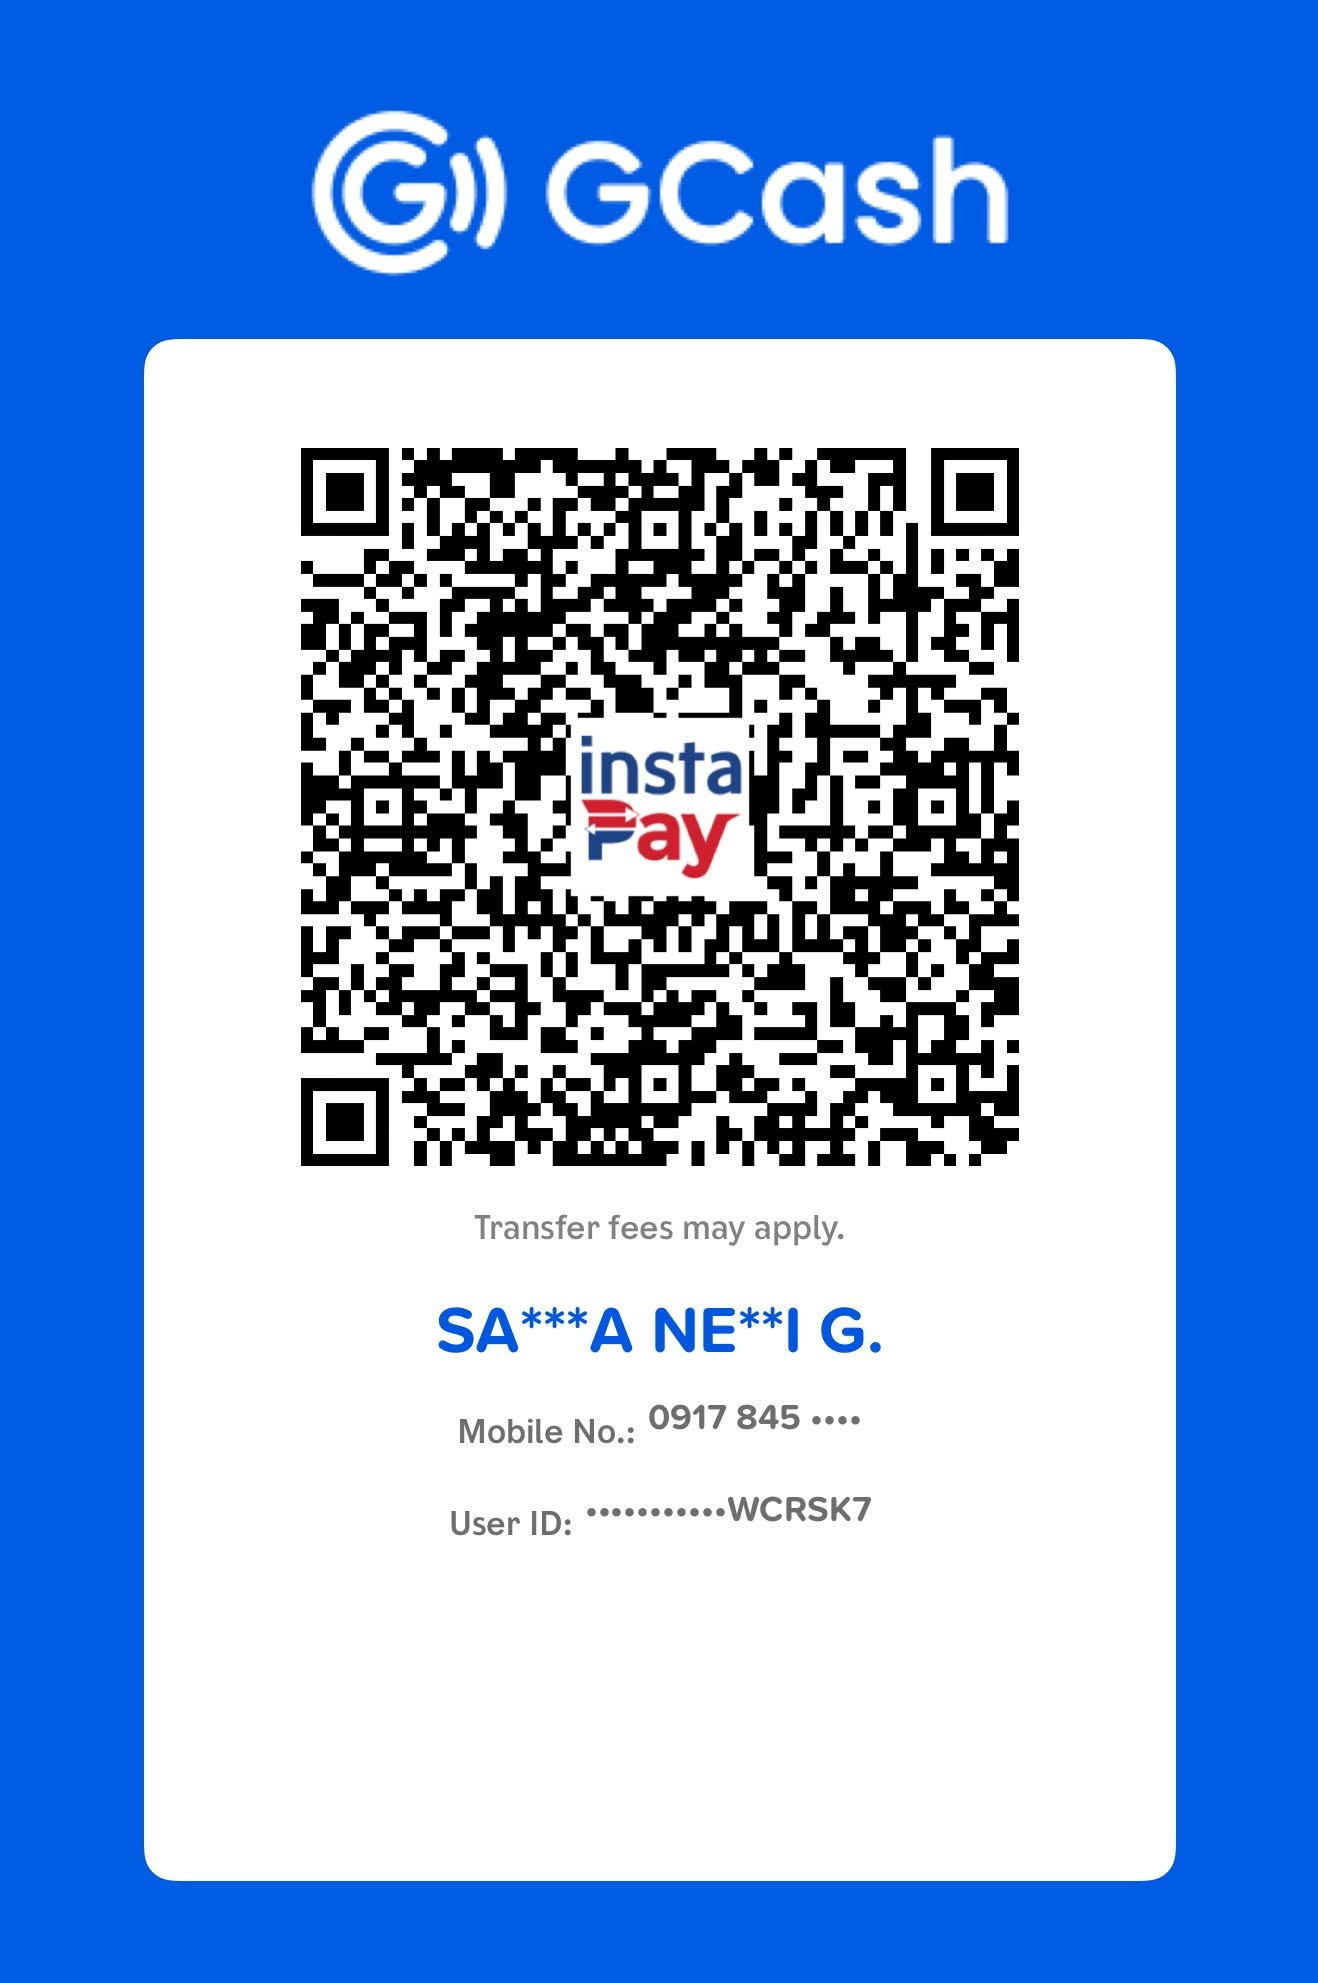 GCash
insta
Pay
Transfer fees may apply.
SA***A NE**I G.
Mobile No.: 0917 845 ••••
User ID: •••••••••••WCRSK7